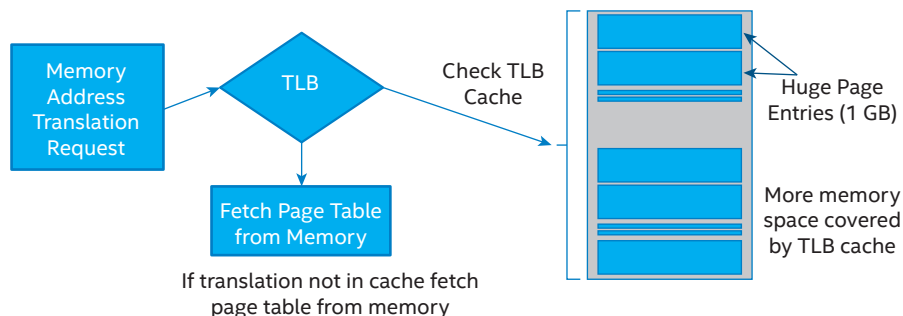 Memory
Address
Translation
Request
TLB
Check TLB
Cache
Huge Page
Entries (1 GB)
Fetch Page Table
from Memory
More memory
space covered
by TLB cache
If translation not in cache fetch
page table from memory